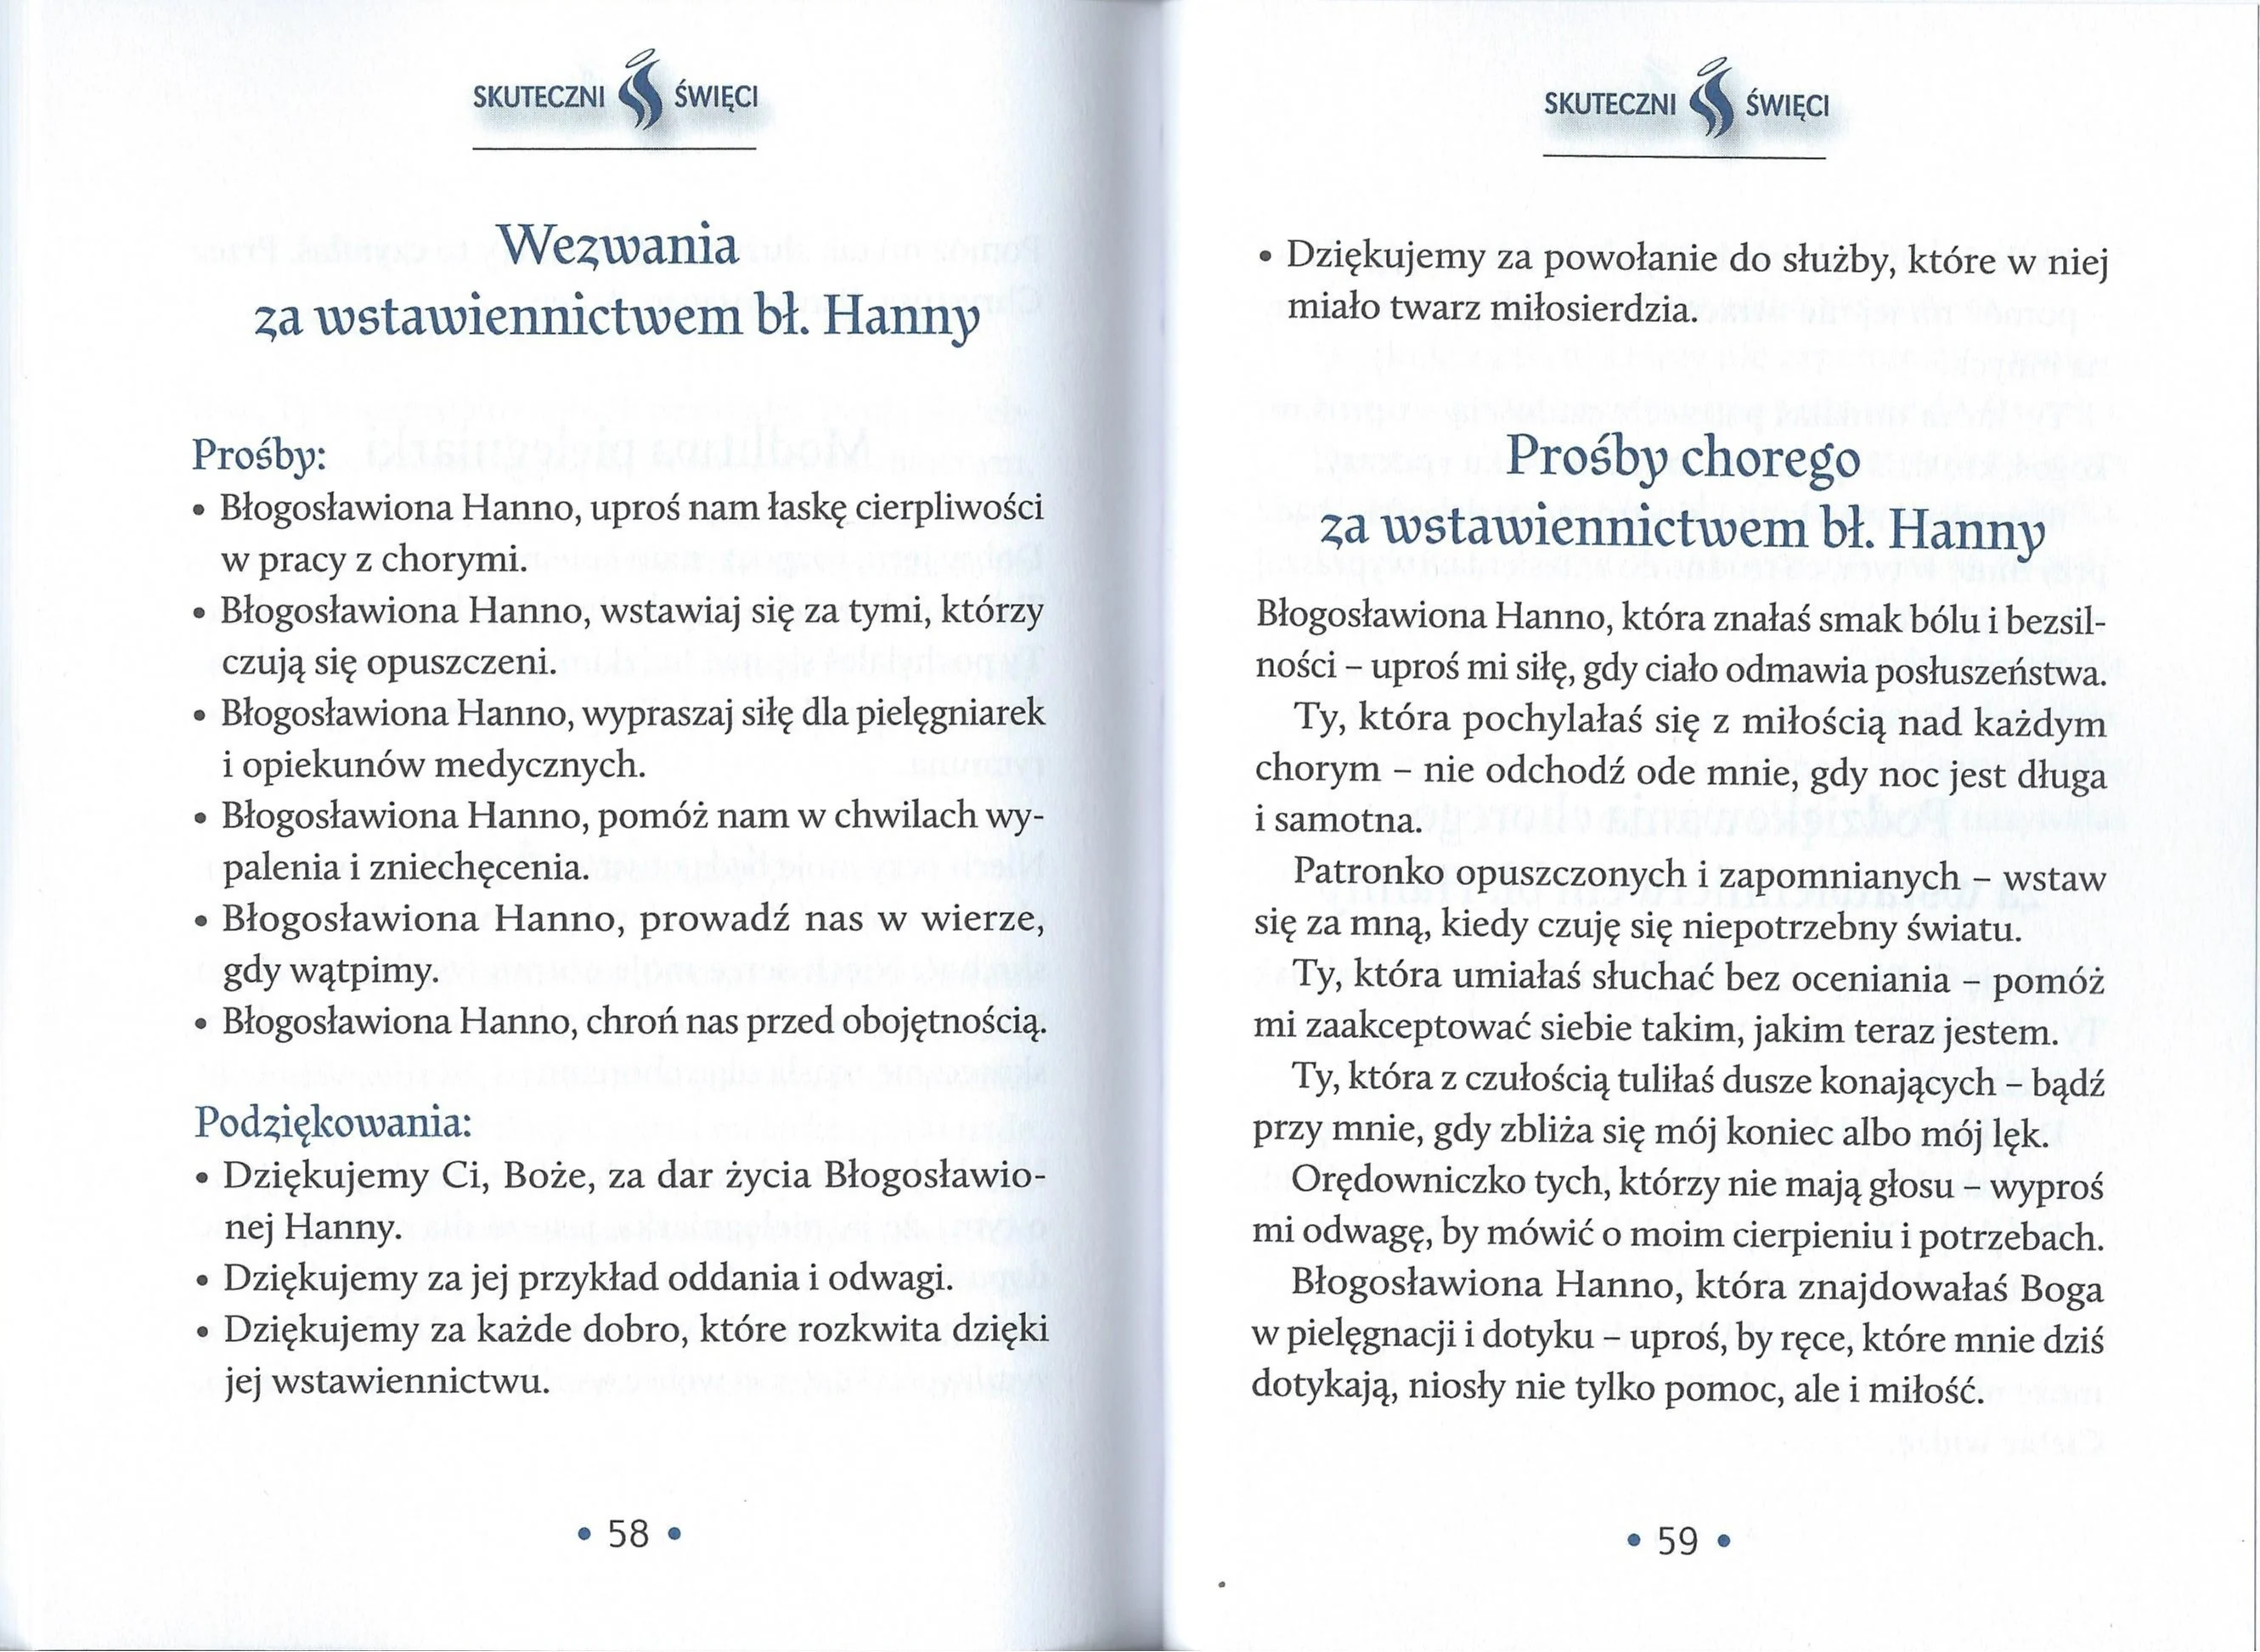 SKUTECZNI ŚWIĘCI
Wezwania
za wstawiennictwem bł. Hanny
Prośby:
• Błogosławiona Hanno, uproś nam łaskę cierpliwości
w pracy z chorymi.
• Błogosławiona Hanno, wstawiaj się za tymi, którzy
czują się opuszczeni.
• Błogosławiona Hanno, wypraszaj siłę dla pielęgniarek
i opiekunów medycznych.
• Błogosławiona Hanno, pomóż nam w chwilach wy-
palenia i zniechęcenia.
• Błogosławiona Hanno, prowadź nas w wierze,
gdy wątpimy.
• Błogosławiona Hanno, chroń nas przed obojętnością.
Podziękowania:
• Dziękujemy Ci, Boże, za dar życia Błogosławio-
nej Hanny.
• Dziękujemy za jej przykład oddania i odwagi.
• Dziękujemy za każde dobro, które rozkwita dzięki
jej wstawiennictwu.
• 58 •
SKUTECZNI ŚWIĘCI
• Dziękujemy za powołanie do służby, które w niej
miało twarz miłosierdzia.
Prośby chorego
za wstawiennictwem bł. Hanny
Błogosławiona Hanno, która znałaś smak bólu i bezsil-
ności – uproś mi siłę, gdy ciało odmawia posłuszeństwa.
Ty, która pochylałaś się z miłością nad każdym
chorym – nie odchodź ode mnie, gdy noc jest długa
i samotna.
Patronko opuszczonych i zapomnianych – wstaw
się za mną, kiedy czuję się niepotrzebny światu.
Ty, która umiałaś słuchać bez oceniania – pomóż
mi zaakceptować siebie takim, jakim teraz jestem.
Ty, która z czułością tuliłaś dusze konających – bądź
przy mnie, gdy zbliża się mój koniec albo mój lęk.
Orędowniczko tych, którzy nie mają głosu – wyproś
mi odwagę, by mówić o moim cierpieniu i potrzebach.
Błogosławiona Hanno, która znajdowałaś Boga
w pielęgnacji i dotyku – uproś, by ręce, które mnie dziś
dotykają, niosły nie tylko pomoc, ale i miłość.
• 59 •